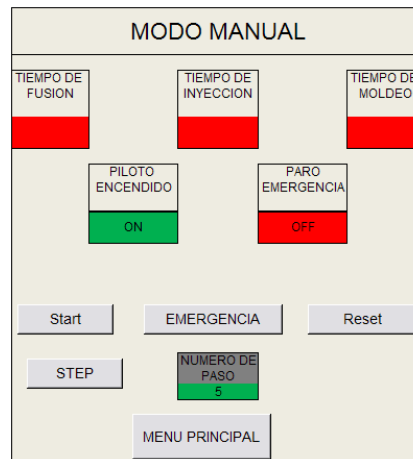 MODO MANUAL
TIEMPO DE
FUSION
TIEMPO DE
INYECCION
TIEMPO DE
MOLDEO
PILOTO
ENCENDIDO
ON
PARO
EMERGENCIA
OFF
Start
EMERGENCIA
Reset
STEP
NUMERO DE
PASO
5
MENU PRINCIPAL